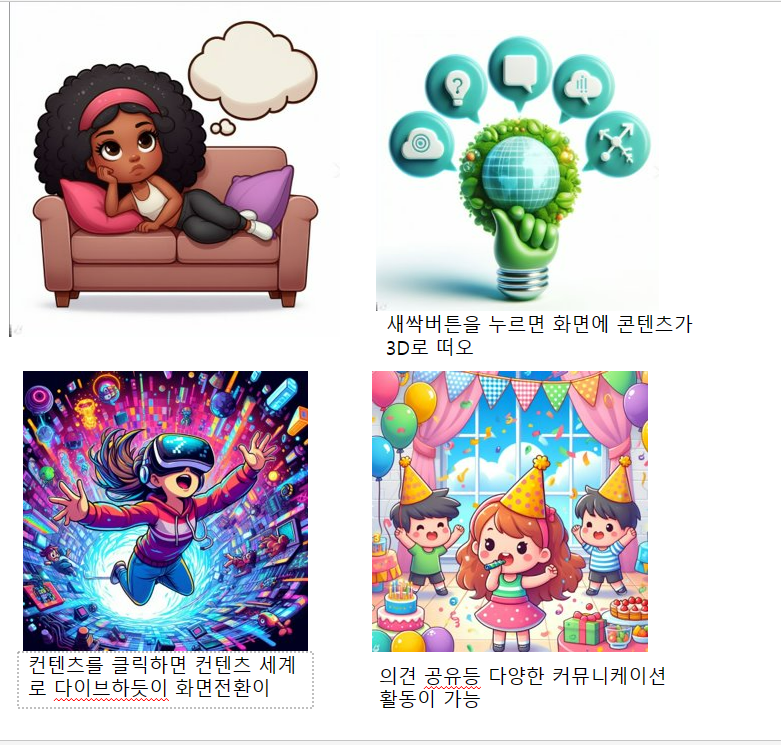 새싹버튼을 누르면 화면에 콘텐츠가
3D로 떠오
컨텐츠를 클릭하면 컨텐츠 세계
로 다이브하듯이 화면전환이
의견 공유등 다양한 커뮤니케이션
활동이 가능